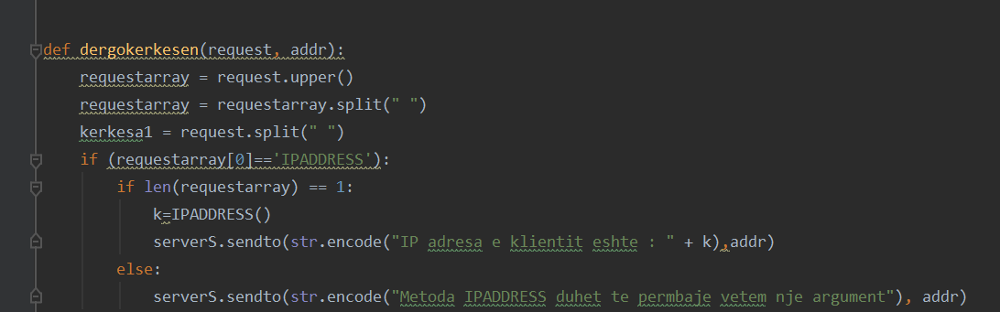 def dergokerkesen(request, addr):
    requestarray = request.upper()
    requestarray = requestarray.split(" ")
    kerkesa1 = request.split(" ")
    if (requestarray[0]=='IPADDRESS'):
        if len(requestarray) == 1:
            k=IPADDRESS()
            serverS.sendto(str.encode("IP adresa e klientit eshte : " + k),addr)
        else:
            serverS.sendto(str.encode("Metoda IPADDRESS duhet te permbaje vetem nje argument"), addr)